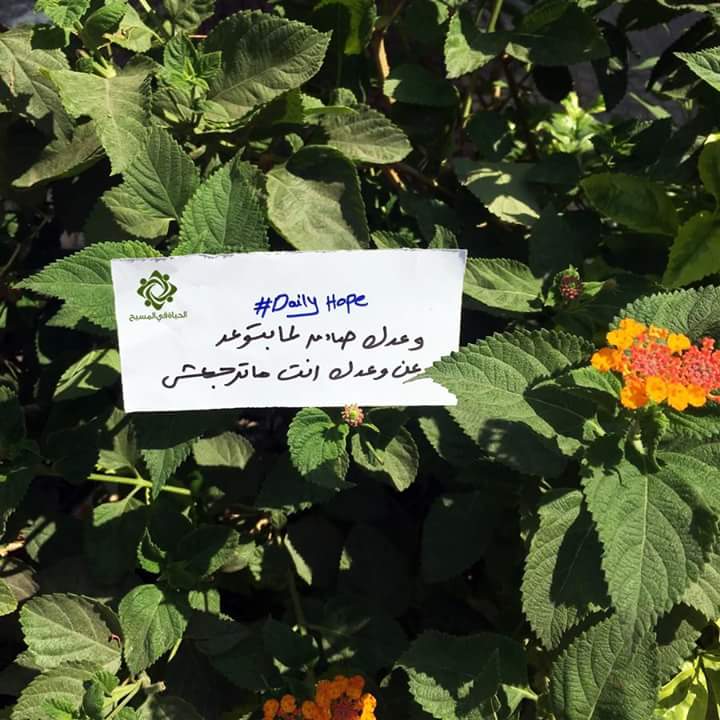 #Daily Hope
الحياة في المسيح
وعدك صادق لما بتوعد
عن وعدك انت ماترجعش